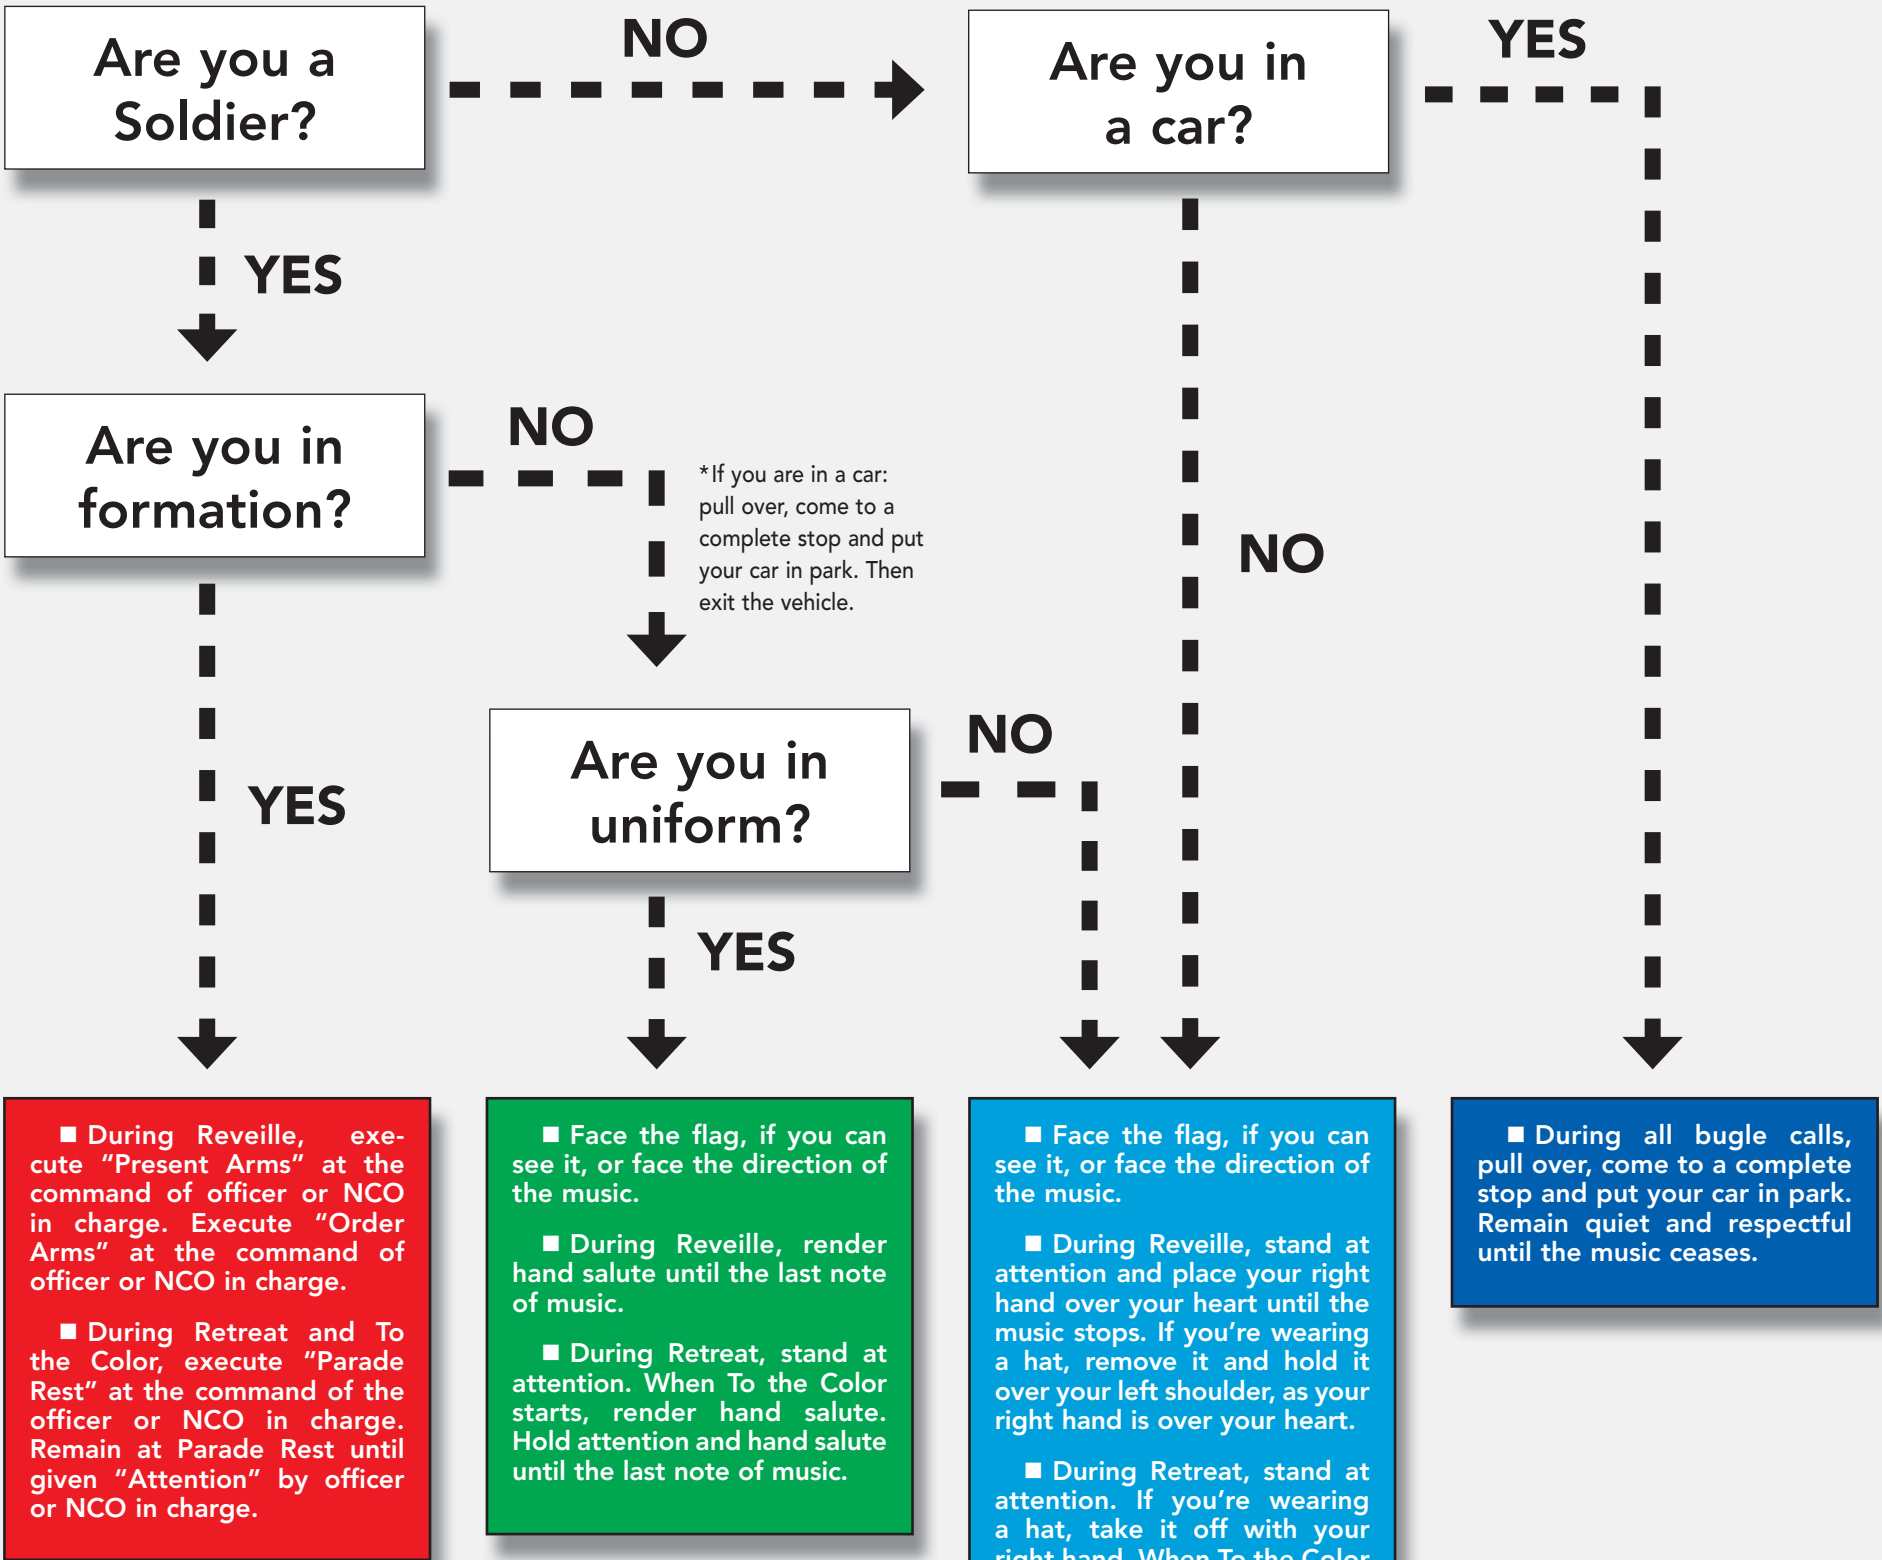 Are you a
Soldier?
NO
Are you in
a car?
YES
YES
Are you in
formation?
NO
*If you are in a car:
pull over, come to a
complete stop and put
your car in park. Then
exit the vehicle.
NO
Are you in
uniform?
NO
YES
YES
■ During Reveille, exe-
cute “Present Arms” at the
command of officer or NCO
in charge. Execute “Order
Arms” at the command of
officer or NCO in charge.
■ During Retreat and To
the Color, execute “Parade
Rest” at the command of the
officer or NCO in charge.
Remain at Parade Rest until
given “Attention” by officer
or NCO in charge.
■ Face the flag, if you can
see it, or face the direction of
the music.
■ During Reveille, render
hand salute until the last note
of music.
■ During Retreat, stand at
attention. When To the Color
starts, render hand salute.
Hold attention and hand salute
until the last note of music.
■ Face the flag, if you can
see it, or face the direction of
the music.
■ During Reveille, stand at
attention and place your right
hand over your heart until the
music stops. If you’re wearing
a hat, remove it and hold it
over your left shoulder, as your
right hand is over your heart.
■ During Retreat, stand at
attention. If you’re wearing
a hat, take it off with your
right hand. When To the Color
■ During all bugle calls,
pull over, come to a complete
stop and put your car in park.
Remain quiet and respectful
until the music ceases.